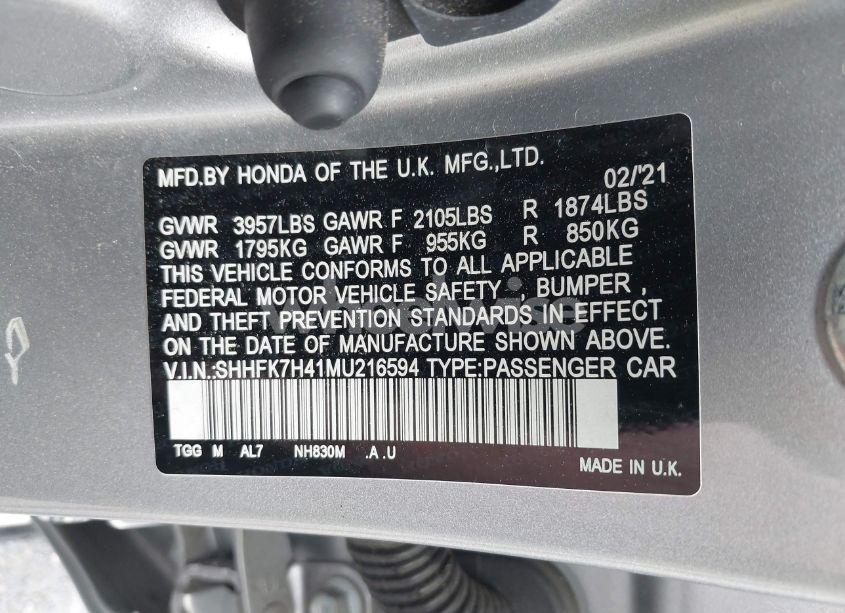 MFD.BY HONDA OF THE U.K. MFG.,LTD.
02/'21
GVWR 3957LBS GAWR F 2105LBS R 1874LBS
GVWR 1795KG GAWR F 955KG R 850KG
THIS VEHICLE CONFORMS TO ALL APPLICABLE
FEDERAL MOTOR VEHICLE SAFETY , BUMPER ,
AND THEFT PREVENTION STANDARDS IN EFFECT
ON THE DATE OF MANUFACTURE SHOWN ABOVE.
V.I.N.:SHHFK7H41MU216594 TYPE:PASSENGER CAR
TGG M AL7 NH830M .A .U
MADE IN U.K.